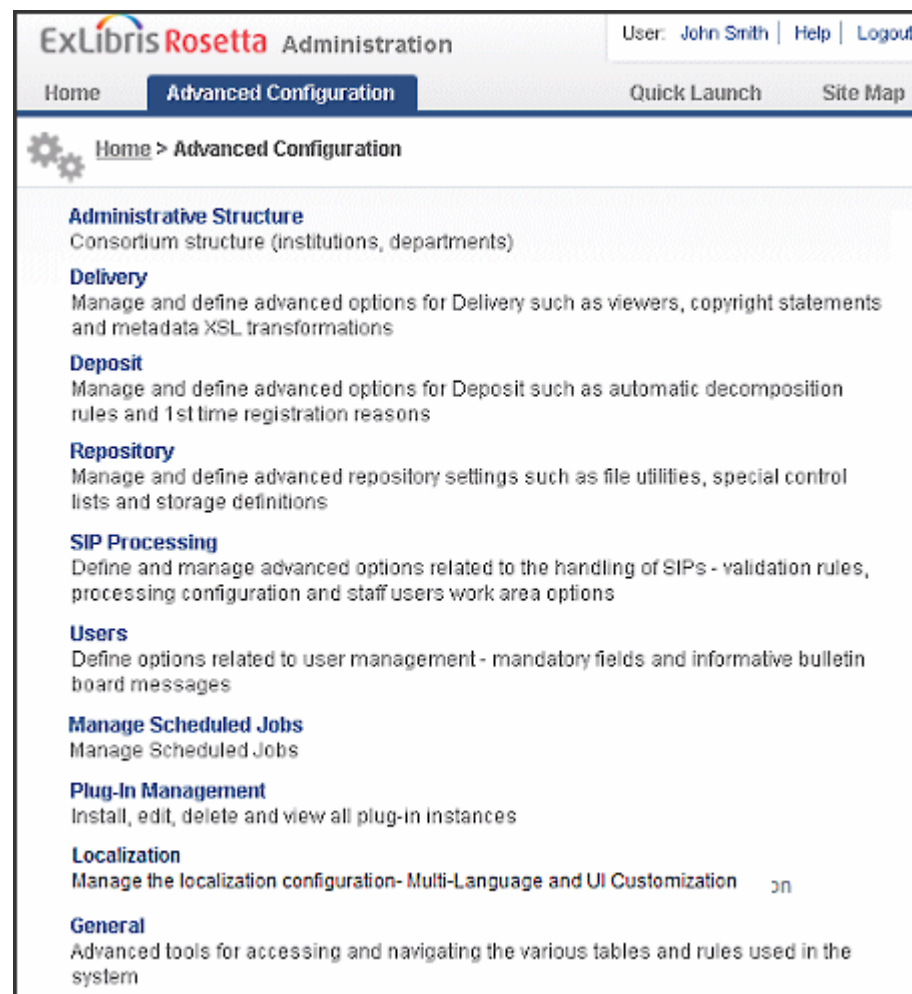 ExLibris Rosetta Administration
User: John Smith | Help | Logout
Home Advanced Configuration Quick Launch Site Map
Home > Advanced Configuration
Administrative Structure
Consortium structure (institutions, departments)
Delivery
Manage and define advanced options for Delivery such as viewers, copyright statements
and metadata XSL transformations
Deposit
Manage and define advanced options for Deposit such as automatic decomposition
rules and 1st time registration reasons
Repository
Manage and define advanced repository settings such as file utilities, special control
lists and storage definitions
SIP Processing
Define and manage advanced options related to the handling of SIPs - validation rules,
processing configuration and staff users work area options
Users
Define options related to user management - mandatory fields and informative bulletin
board messages
Manage Scheduled Jobs
Manage Scheduled Jobs
Plug-In Management
Install, edit, delete and view all plug-in instances
Localization
Manage the localization configuration- Multi-Language and UI Customization on
General
Advanced tools for accessing and navigating the various tables and rules used in the
system